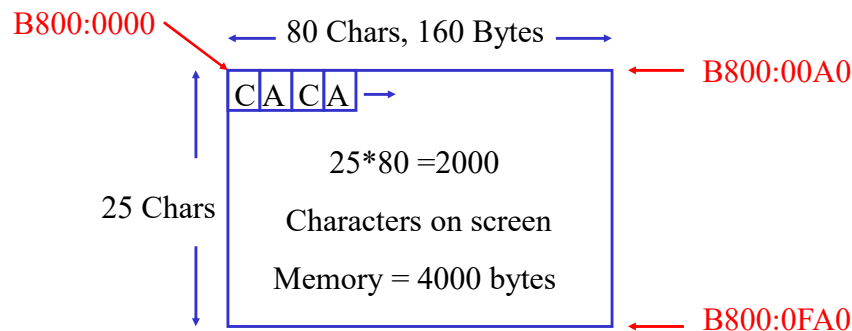 B800:0000
80 Chars, 160 Bytes
B800:00A0
C A C A
25*80 =2000
25 Chars
Characters on screen
Memory = 4000 bytes
B800:0FA0